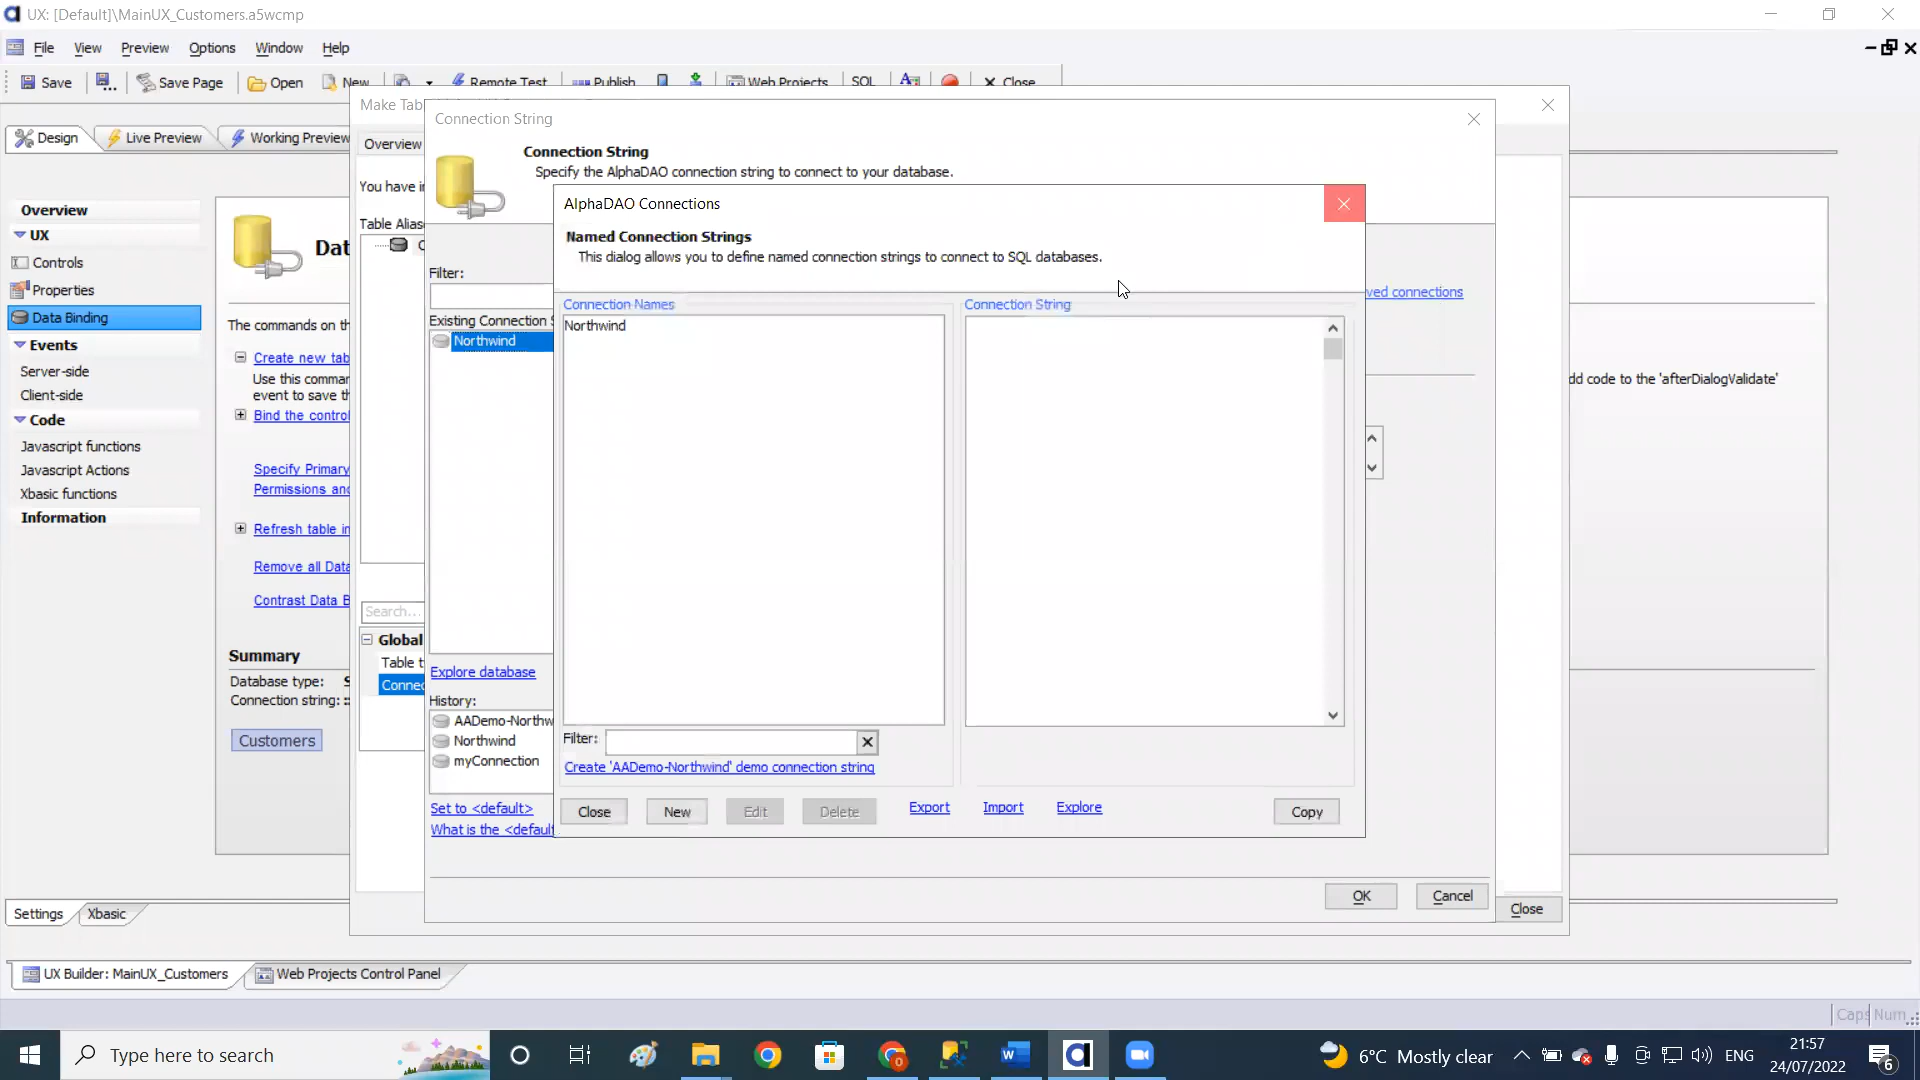 UX: [Default]\MainUX_Customers.a5wcmp
File View Preview Options Window Help
Save Save Page Open New Remote Test Publish Web Projects SQL Close
Make Tab
Connection String
Design Live Preview Working Preview
Overview
Connection String
Specify the AlphaDAO connection string to connect to your database.
You have i
AlphaDAO Connections
Overview
UX
Controls
Properties
Data Binding
Events
Server-side
Client-side
Code
Javascript functions
Javascript Actions
Xbasic functions
Information
Dat
The commands on th
Create new tab
Use this comma
event to save th
Bind the contro
Specify Primary
Permissions and
Refresh table in
Remove all Data
Contrast Data B
Summary
Database type: S
Connection string: ::
Customers
Table Alias
C
Search...
Global
Table t
Connec
Filter:
Existing Connection S
Northwind
Explore database
History:
AADemo-Northw
Northwind
myConnection
Set to <default>
What is the <default
Named Connection Strings
This dialog allows you to define named connection strings to connect to SQL databases.
Connection Names
Northwind
Connection String
Filter:
Create 'AADemo-Northwind' demo connection string
Close New Edit Delete Export Import Explore Copy
ved connections
dd code to the 'afterDialogValidate'
OK Cancel
Close
Settings Xbasic
UX Builder: MainUX_Customers Web Projects Control Panel
Caps Num
Type here to search
6°C Mostly clear
ENG
21:57
24/07/2022
6